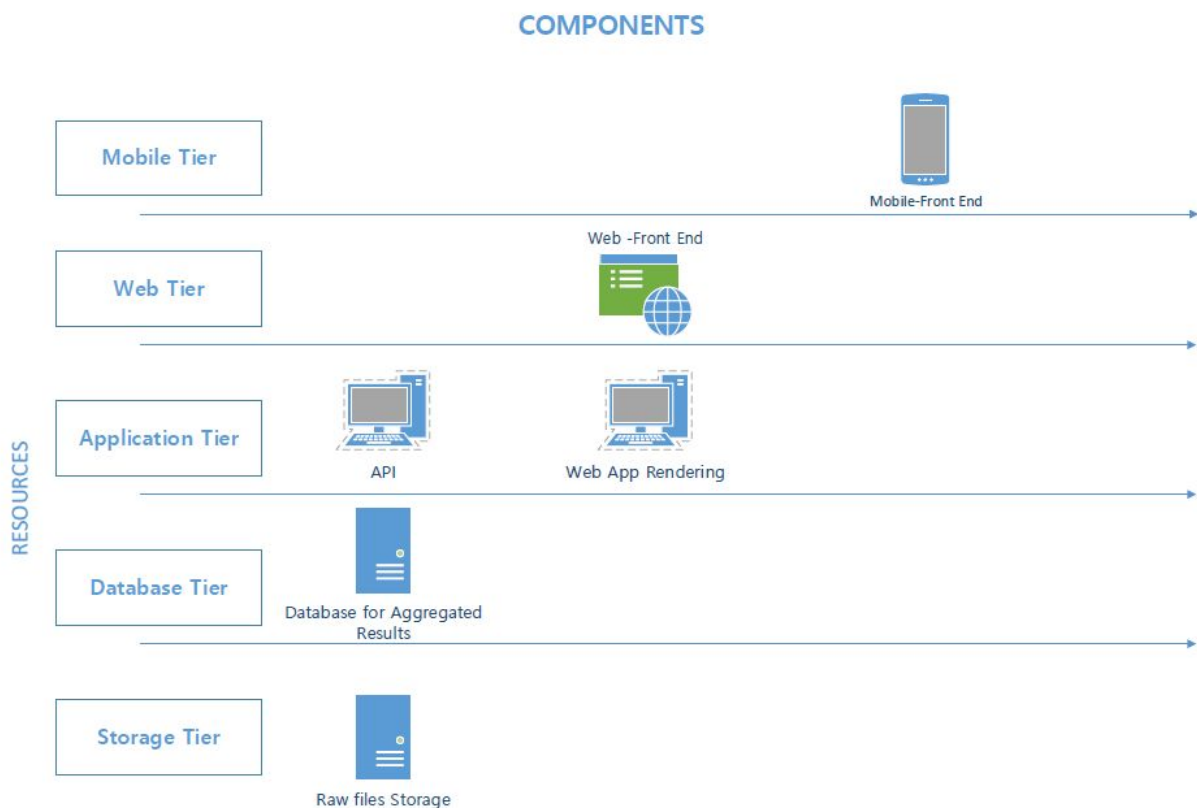 COMPONENTS
Mobile Tier
Mobile-Front End
Web -Front End
Web Tier
Application Tier
API
Web App Rendering
RESOURCES
Database Tier
Database for Aggregated
Results
Storage Tier
Raw files Storage